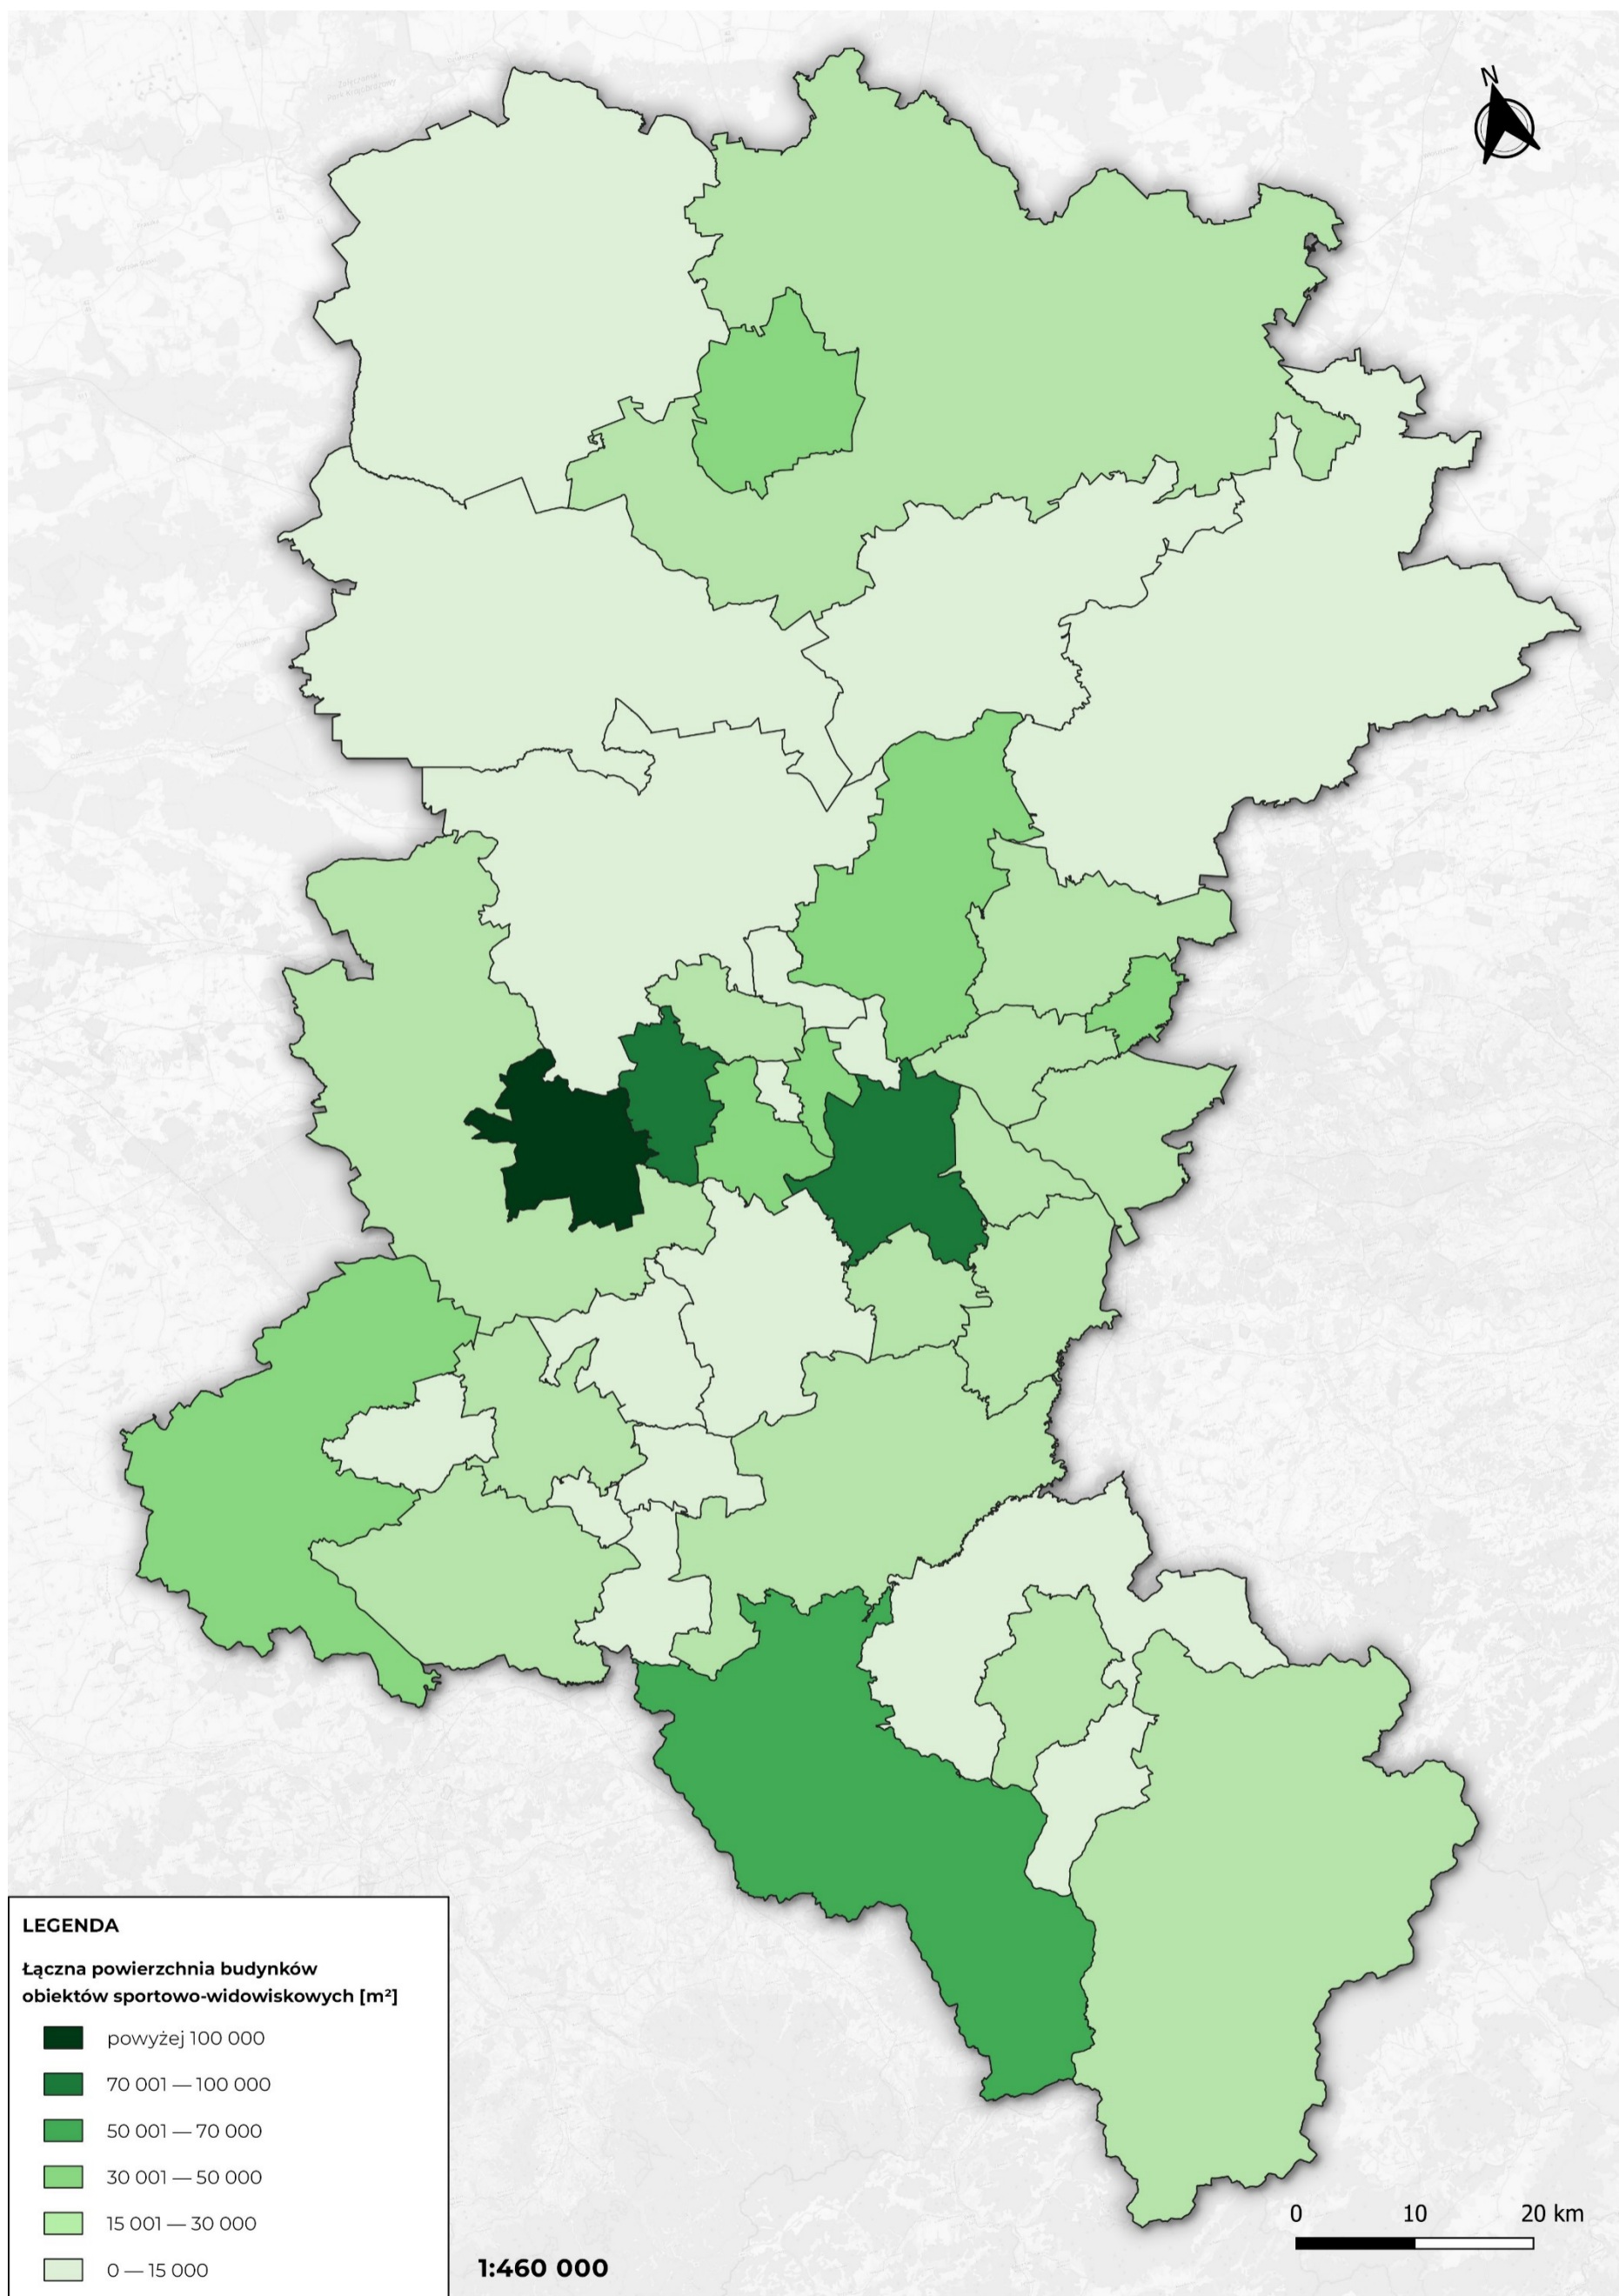 N
LEGENDA
Łączna powierzchnia budynków
obiektów sportowo-widowiskowych [m²]
powyżej 100 000
70 001 — 100 000
50 001 — 70 000
30 001 — 50 000
15 001 — 30 000
0 — 15 000
1:460 000
0 10 20 km